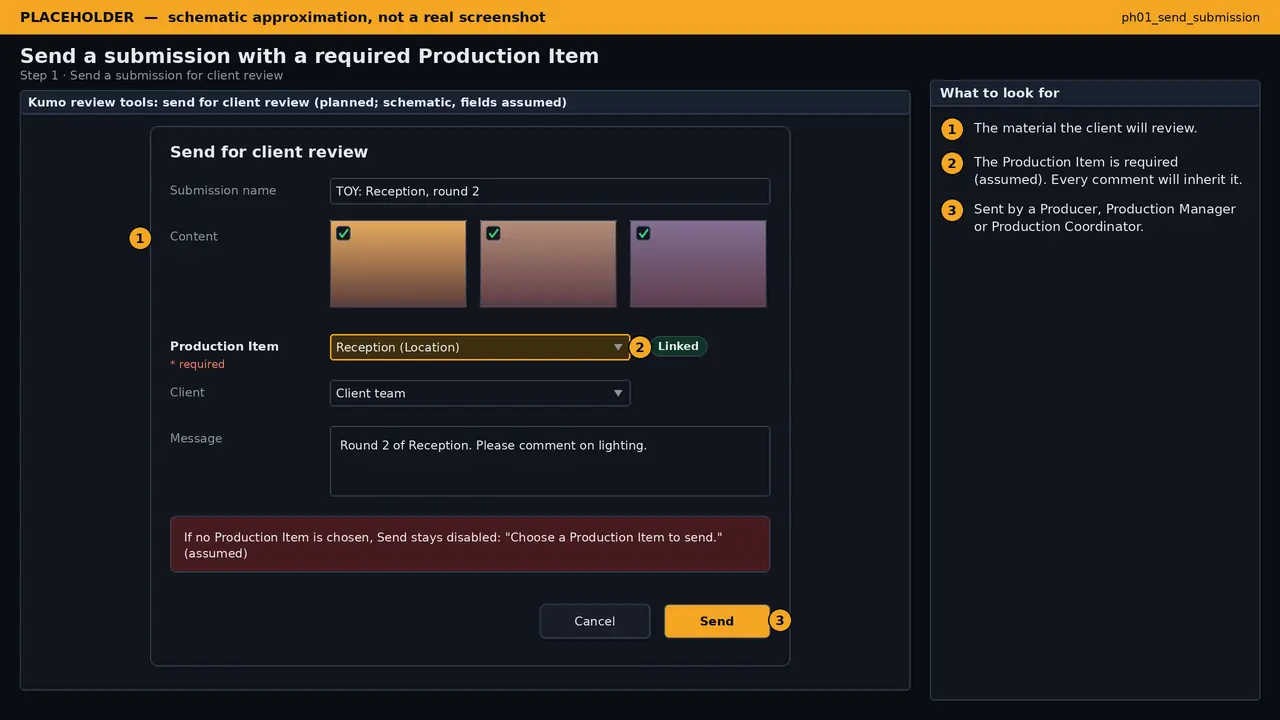 PLACEHOLDER — schematic approximation, not a real screenshot
ph01_send_submission
Send a submission with a required Production Item
Step 1 · Send a submission for client review
Kumo review tools: send for client review (planned; schematic, fields assumed)
Send for client review
Submission name
TOY: Reception, round 2
1
Content
Production Item
* required
Reception (Location)
2
Linked
Client
Client team
Message
Round 2 of Reception. Please comment on lighting.
If no Production Item is chosen, Send stays disabled: "Choose a Production Item to send."
(assumed)
Cancel
Send
3
What to look for
1 The material the client will review.
2 The Production Item is required
(assumed). Every comment will inherit it.
3 Sent by a Producer, Production Manager
or Production Coordinator.